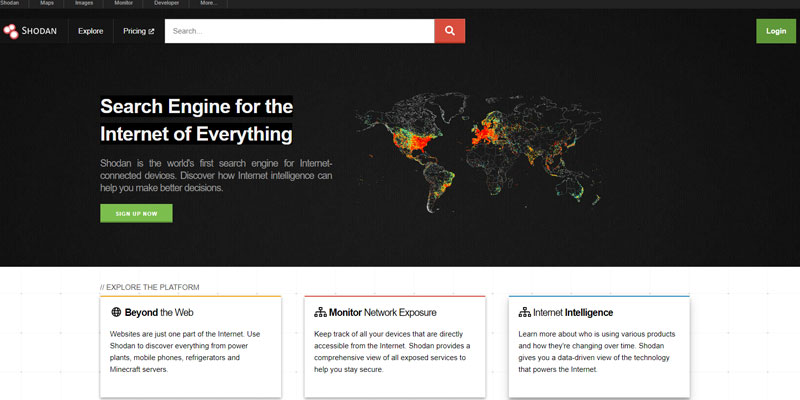 Shodan Maps Images Monitor Developer More...
SHODAN Explore Pricing Search... Login
Search Engine for the
Internet of Everything
Shodan is the world's first search engine for Internet-
connected devices. Discover how Internet intelligence can
help you make better decisions.
SIGN UP NOW
// EXPLORE THE PLATFORM
Beyond the Web
Websites are just one part of the Internet. Use
Shodan to discover everything from power
plants, mobile phones, refrigerators and
Minecraft servers.
Monitor Network Exposure
Keep track of all your devices that are directly
accessible from the Internet. Shodan provides a
comprehensive view of all exposed services to
help you stay secure.
Internet Intelligence
Learn more about who is using various products
and how they're changing over time. Shodan
gives you a data-driven view of the technology
that powers the Internet.